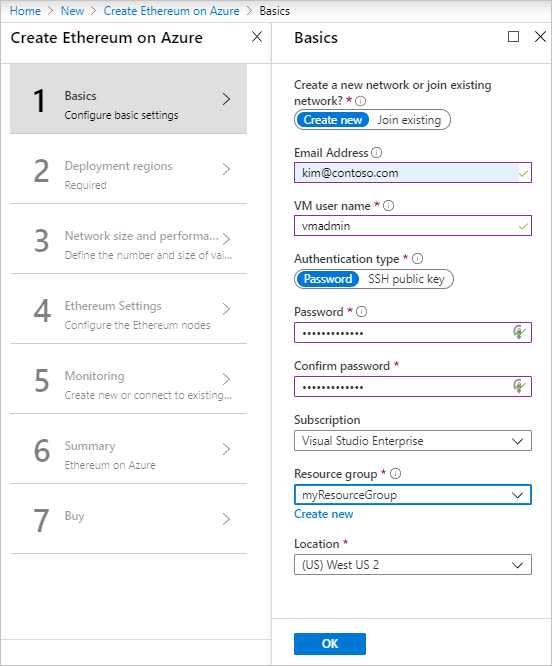 Home > New > Create Ethereum on Azure > Basics
Create Ethereum on Azure
1
Basics
Configure basic settings
2
Deployment regions
Required
3
Network size and performa...
Define the number and size of val...
4
Ethereum Settings
Configure the Ethereum nodes
5
Monitoring
Create new or connect to existing...
6
Summary
Ethereum on Azure
7
Buy
Basics
Create a new network or join existing
network? *
Create new Join existing
Email Address
kim@contoso.com
VM user name *
vmadmin
Authentication type *
Password SSH public key
Password *
•••••••••••••
Confirm password *
•••••••••••••
Subscription
Visual Studio Enterprise
Resource group *
myResourceGroup
Create new
Location *
(US) West US 2
OK